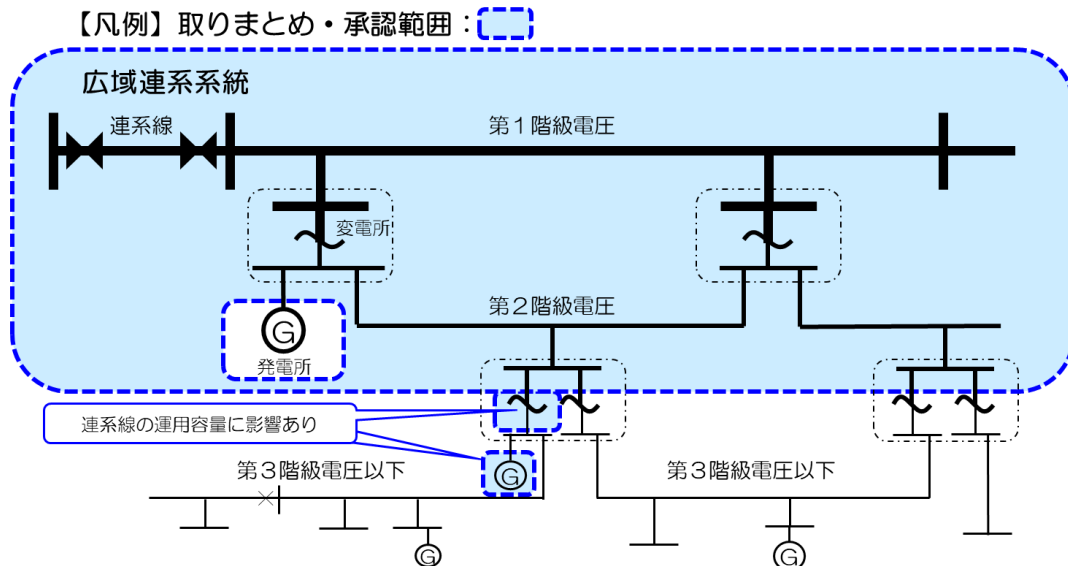 【凡例】取りまとめ・承認範囲：
広域連系系統
連系線
第１階級電圧
変電所
第２階級電圧
G
発電所
連系線の運用容量に影響あり
G
第３階級電圧以下
第３階級電圧以下
G
G